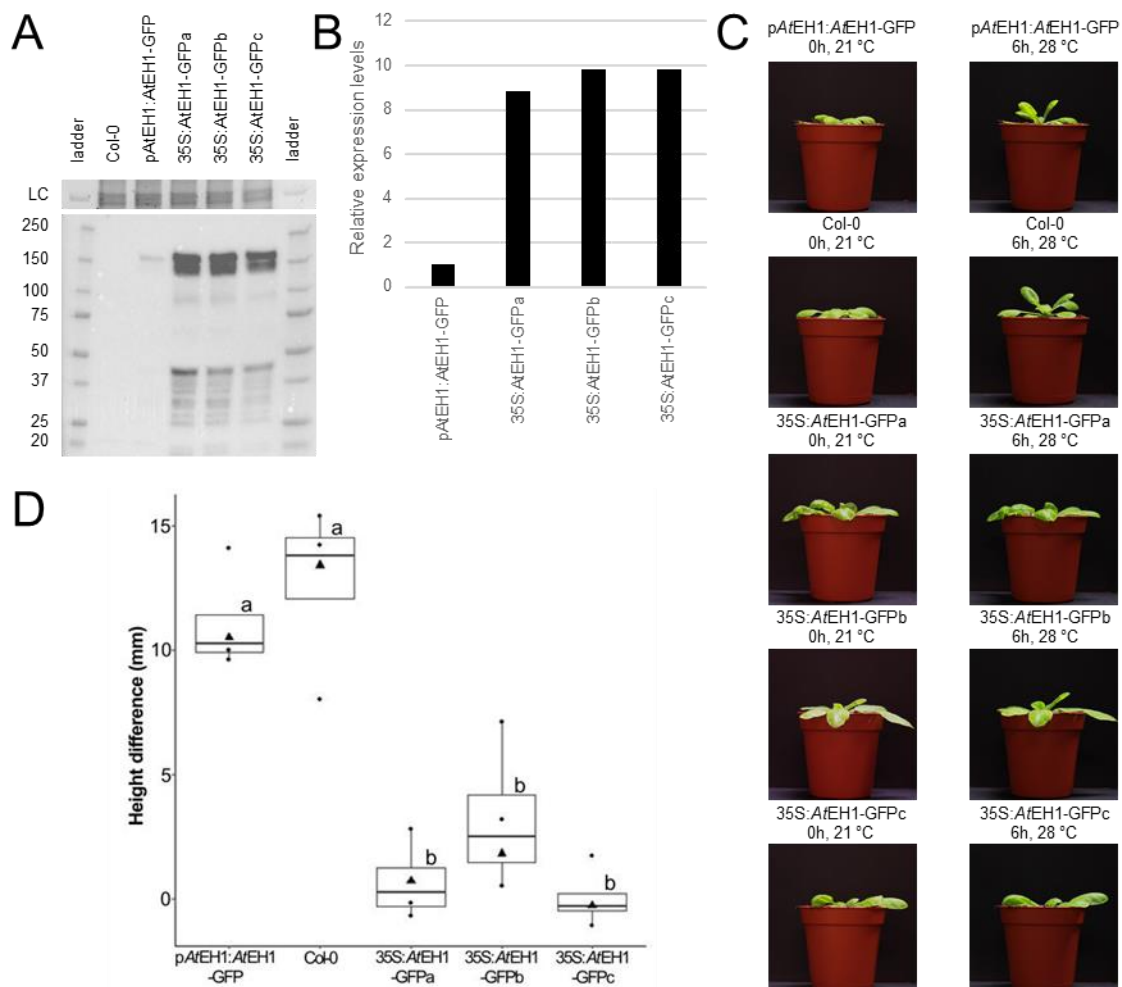 A
ladder
Col-0
pAtEH1:AtEH1-GFP
35S:AtEH1-GFPa
35S:AtEH1-GFPb
35S:AtEH1-GFPc
ladder
LC
250
150
100
75
50
37
25
20
B
Relative expression levels
12
10
8
6
4
2
0
pAtEH1:AtEH1-GFP
35S:AtEH1-GFPa
35S:AtEH1-GFPb
35S:AtEH1-GFPc
C
pAtEH1:AtEH1-GFP
0h, 21 °C
pAtEH1:AtEH1-GFP
6h, 28 °C
Col-0
0h, 21 °C
Col-0
6h, 28 °C
35S:AtEH1-GFPa
0h, 21 °C
35S:AtEH1-GFPa
6h, 28 °C
35S:AtEH1-GFPb
0h, 21 °C
35S:AtEH1-GFPb
6h, 28 °C
35S:AtEH1-GFPc
0h, 21 °C
35S:AtEH1-GFPc
6h, 28 °C
D
Height difference (mm)
15
10
5
0
a
a
b
b
b
pAtEH1:AtEH1
-GFP
Col-0
35S:AtEH1
-GFPa
35S:AtEH1
-GFPb
35S:AtEH1
-GFPc